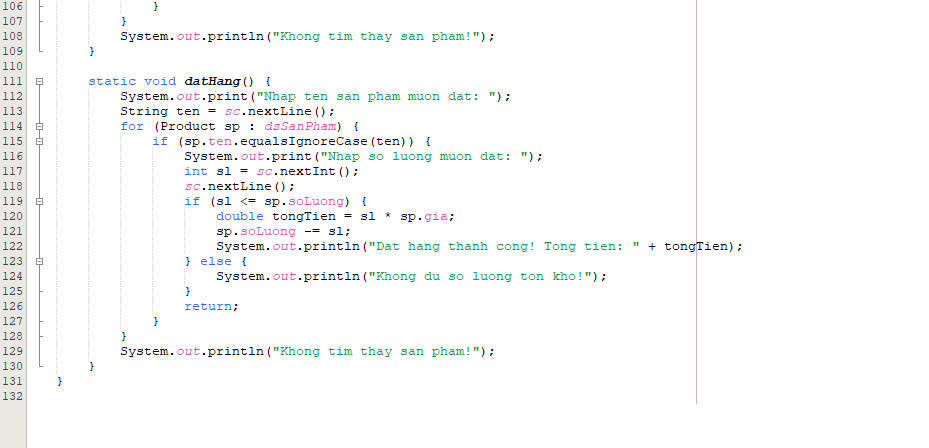 106                 }
107             }
108             System.out.println("Khong tim thay san pham!");
109         }
110
111         static void datHang() {
112             System.out.print("Nhap ten san pham muon dat: ");
113             String ten = sc.nextLine();
114             for (Product sp : dsSanPham) {
115                 if (sp.ten.equalsIgnoreCase(ten)) {
116                     System.out.print("Nhap so luong muon dat: ");
117                     int sl = sc.nextInt();
118                     sc.nextLine();
119                     if (sl <= sp.soLuong) {
120                         double tongTien = sl * sp.gia;
121                         sp.soLuong -= sl;
122                         System.out.println("Dat hang thanh cong! Tong tien: " + tongTien);
123                     } else {
124                         System.out.println("Khong du so luong ton kho!");
125                     }
126                     return;
127                 }
128             }
129             System.out.println("Khong tim thay san pham!");
130         }
131     }
132